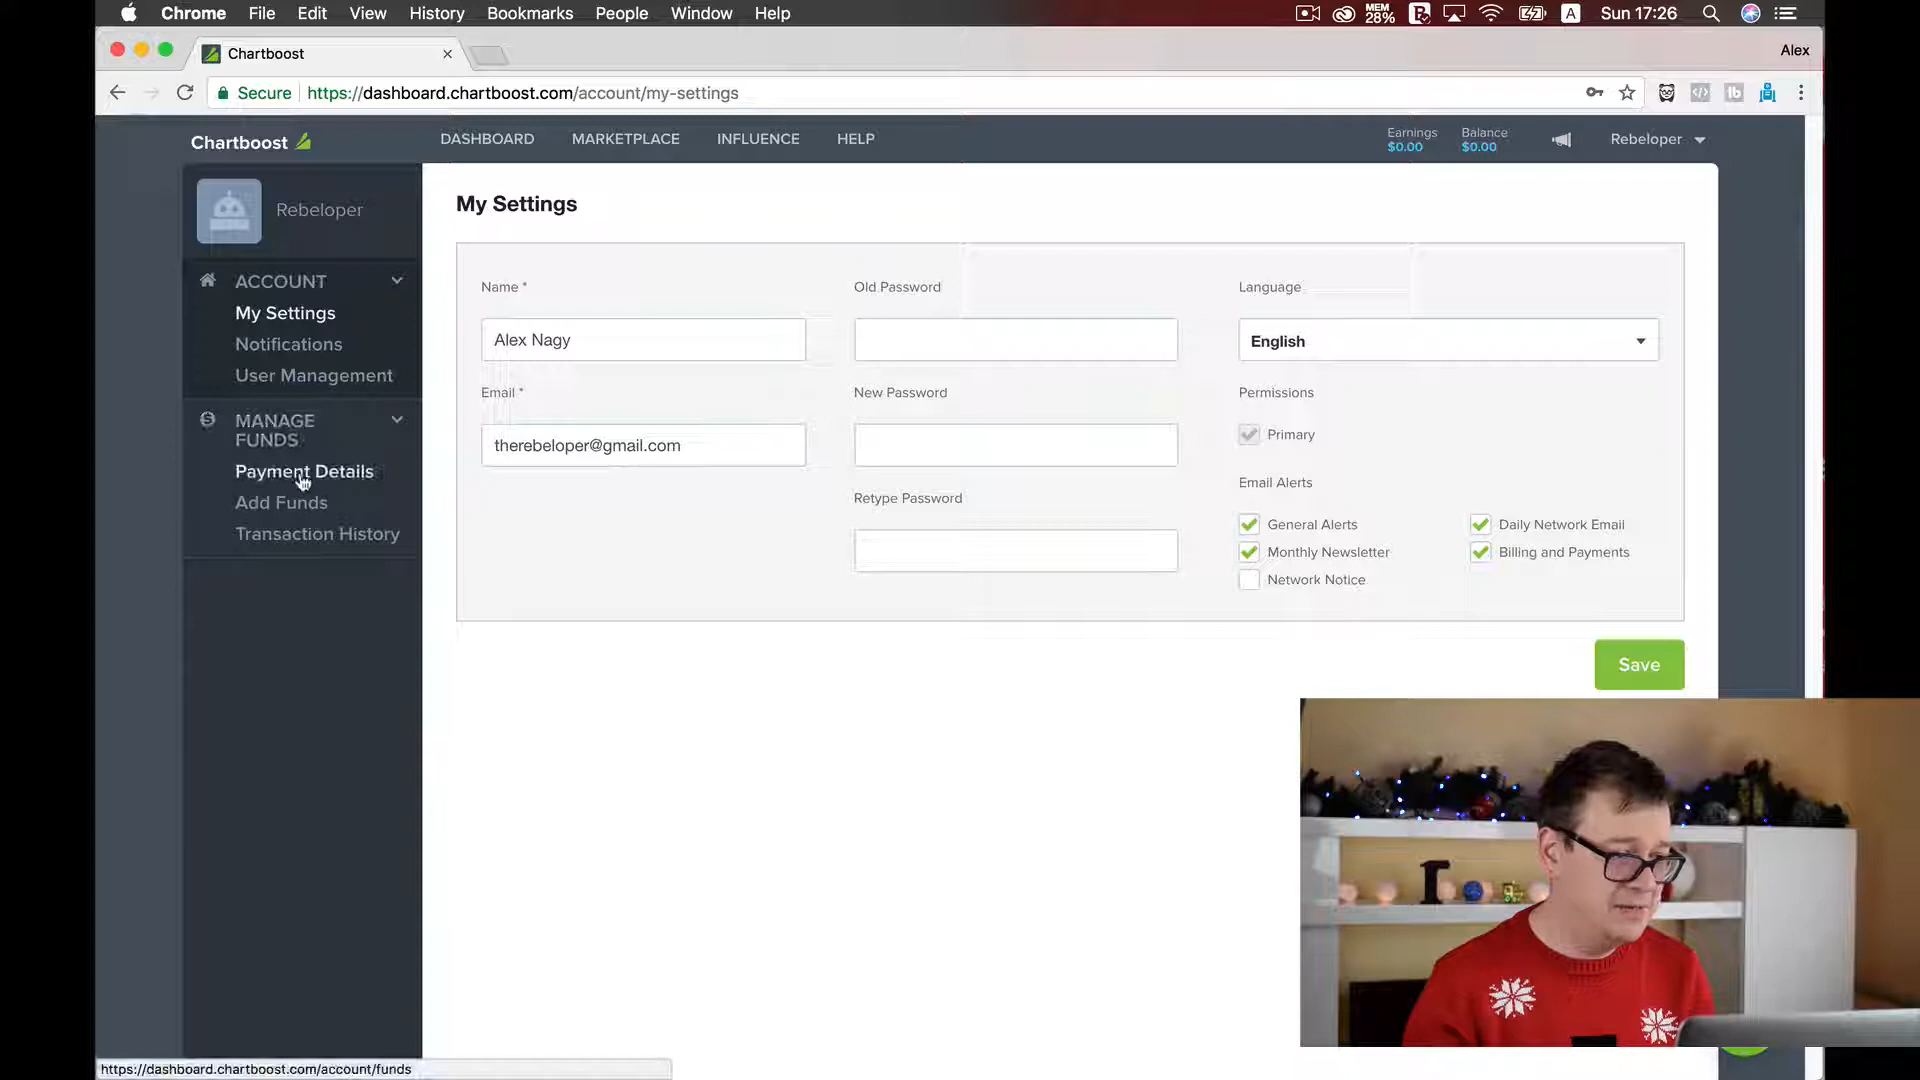 Chrome File Edit View History Bookmarks People Window Help MEM 28% A Sun 17:26
Chartboost Alex
Secure https://dashboard.chartboost.com/account/my-settings
Chartboost DASHBOARD MARKETPLACE INFLUENCE HELP Earnings $0.00 Balance $0.00 Rebeloper
Rebeloper
ACCOUNT
My Settings
Notifications
User Management
MANAGE
FUNDS
Payment Details
Add Funds
Transaction History
My Settings
Name *
Alex Nagy
Email *
therebeloper@gmail.com
Old Password
New Password
Retype Password
Language
English
Permissions
Primary
Email Alerts
General Alerts Daily Network Email
Monthly Newsletter Billing and Payments
Network Notice
Save
https://dashboard.chartboost.com/account/funds